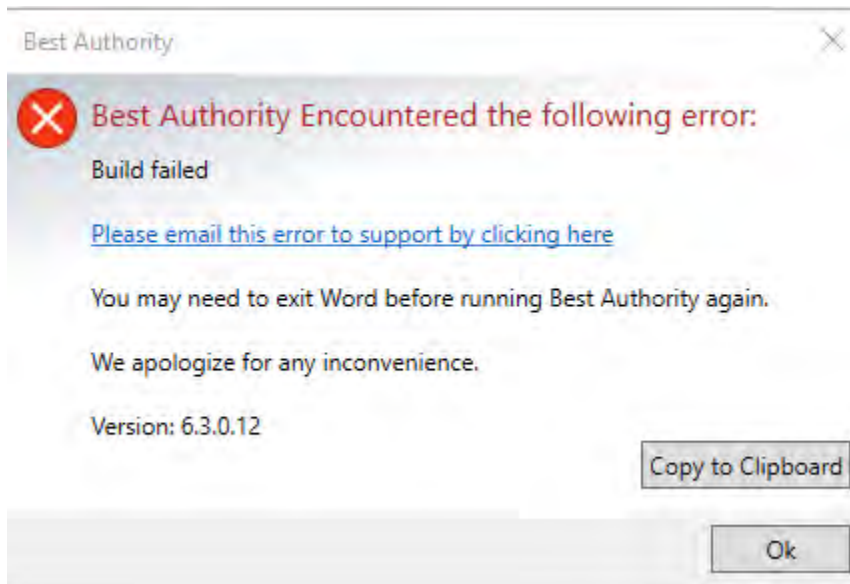 Best Authority
Best Authority Encountered the following error:
Build failed
Please email this error to support by clicking here
You may need to exit Word before running Best Authority again.
We apologize for any inconvenience.
Version: 6.3.0.12
Copy to Clipboard
Ok